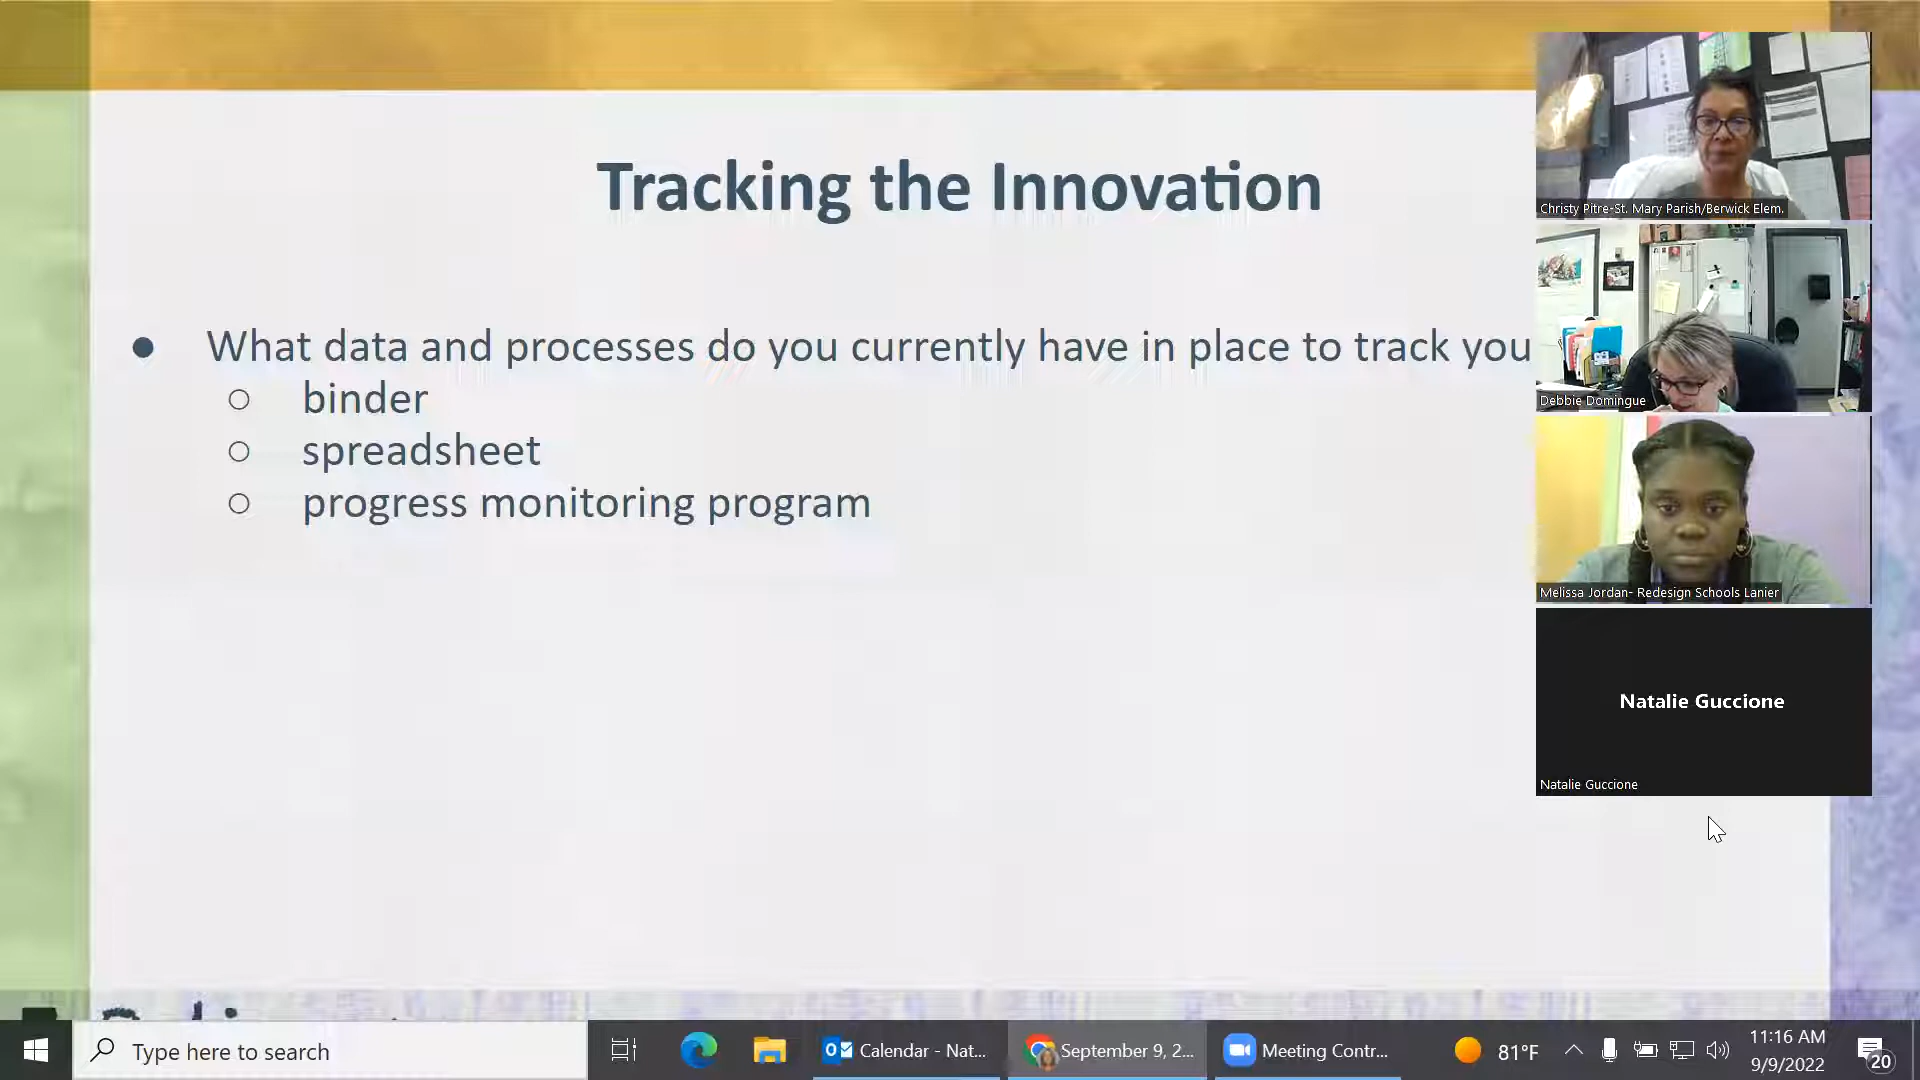 Tracking the Innovation
What data and processes do you currently have in place to track you
binder
spreadsheet
progress monitoring program
Christy Pitre-St. Mary Parish/Berwick Elem.
Debbie Domingue
Melissa Jordan- Redesign Schools Lanier
Natalie Guccione
Natalie Guccione
Type here to search
Calendar - Nat...
September 9, 2...
Meeting Contr...
81°F
11:16 AM
9/9/2022
20